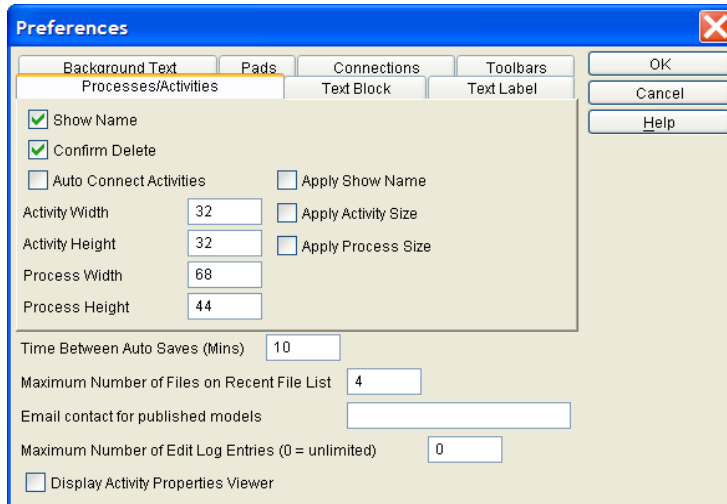 Preferences
Background Text Pads Connections Toolbars
Processes/Activities Text Block Text Label
OK
Cancel
Help
Show Name
Confirm Delete
Auto Connect Activities Apply Show Name
Activity Width 32 Apply Activity Size
Activity Height 32 Apply Process Size
Process Width 68
Process Height 44
Time Between Auto Saves (Mins) 10
Maximum Number of Files on Recent File List 4
Email contact for published models
Maximum Number of Edit Log Entries (0 = unlimited) 0
Display Activity Properties Viewer